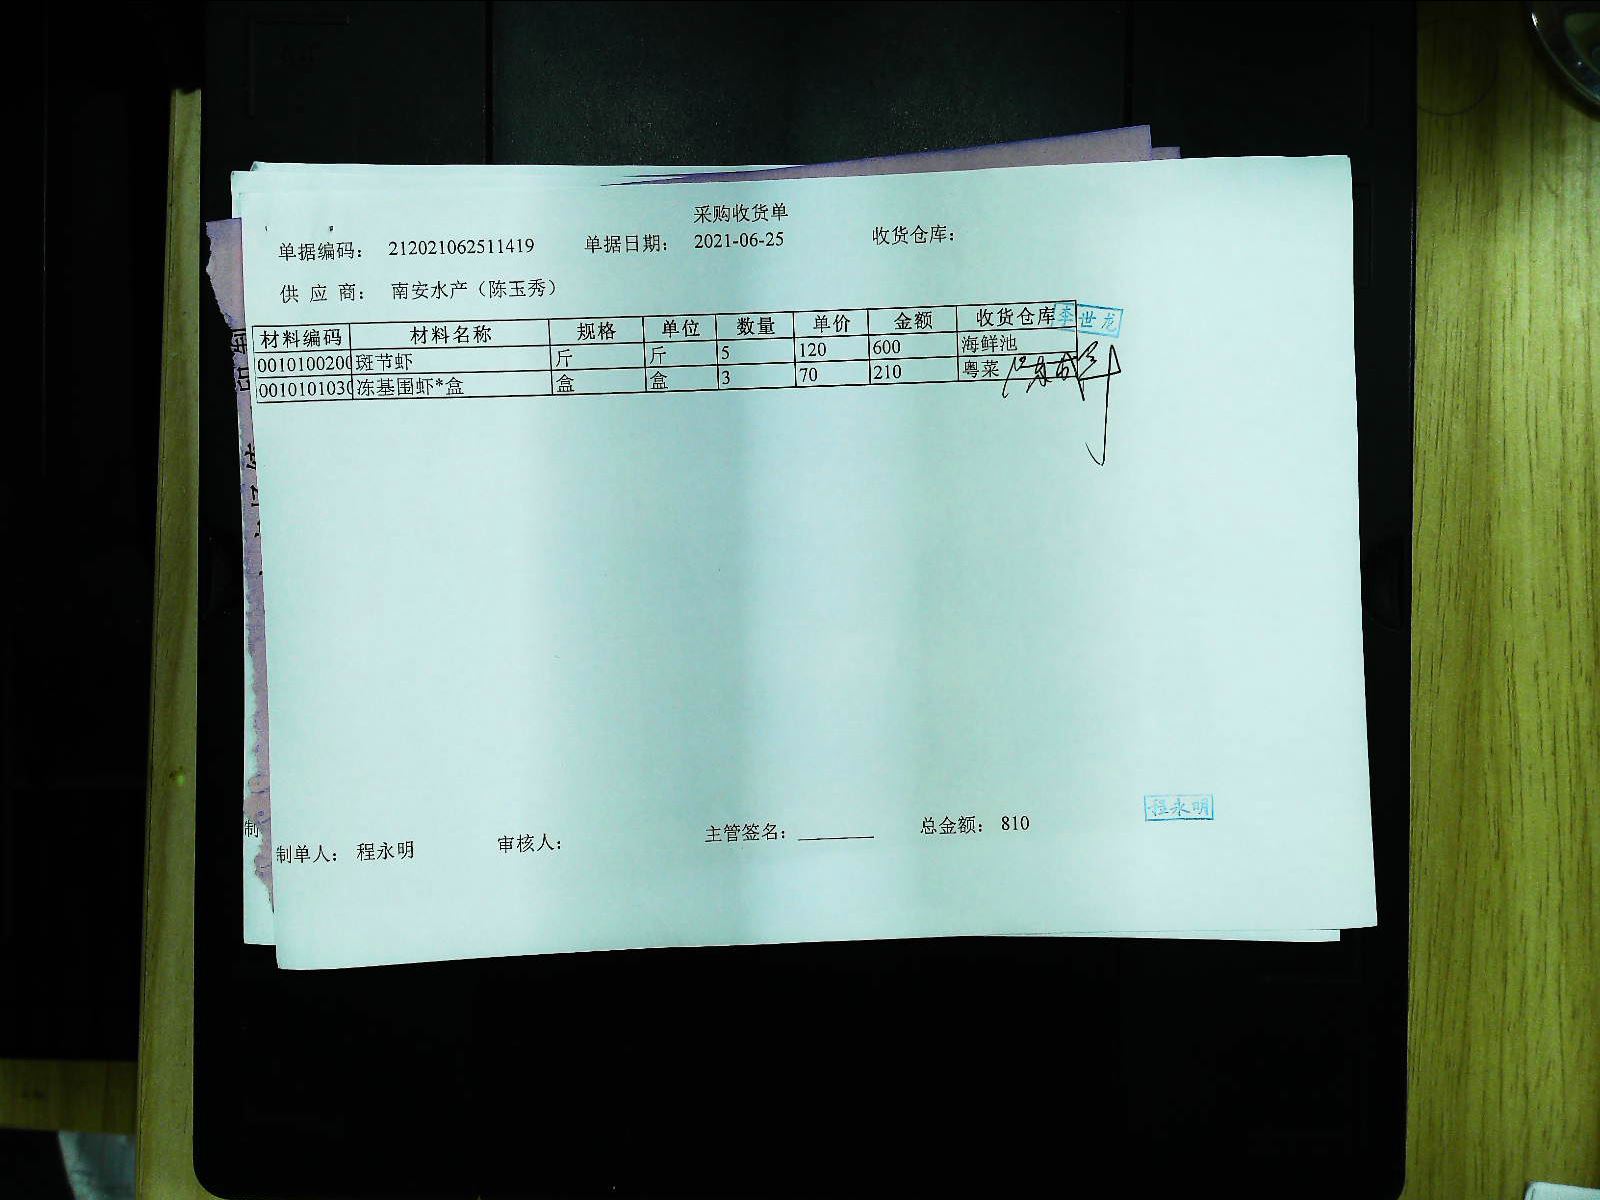 采购收货单
单据编码： 212021062511419 单据日期： 2021-06-25 收货仓库：
供 应 商： 南安水产（陈玉秀）
材料编码 材料名称 规格 单位 数量 单价 金额 收货仓库
李世龙
0010100200 斑节虾 斤 斤 5 120 600 海鲜池
0010101030 冻基围虾*盒 盒 盒 3 70 210 粤菜
程永明
制单人： 程永明 审核人： 主管签名： 总金额： 810
制